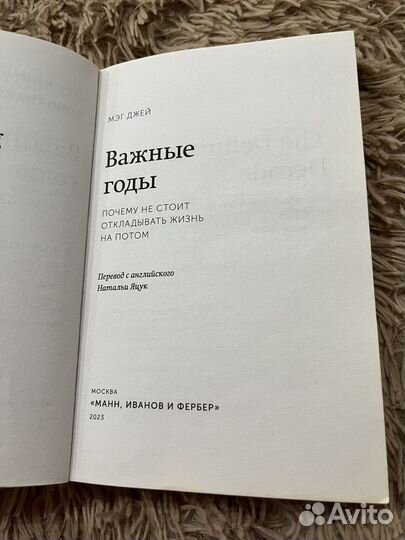 МЭГ ДЖЕЙ
Важные
годы
ПОЧЕМУ НЕ СТОИТ
ОТКЛАДЫВАТЬ ЖИЗНЬ
НА ПОТОМ
Перевод с английского
Натальи Яцук
МОСКВА
«МАНН, ИВАНОВ И ФЕРБЕР»
2023
Avito